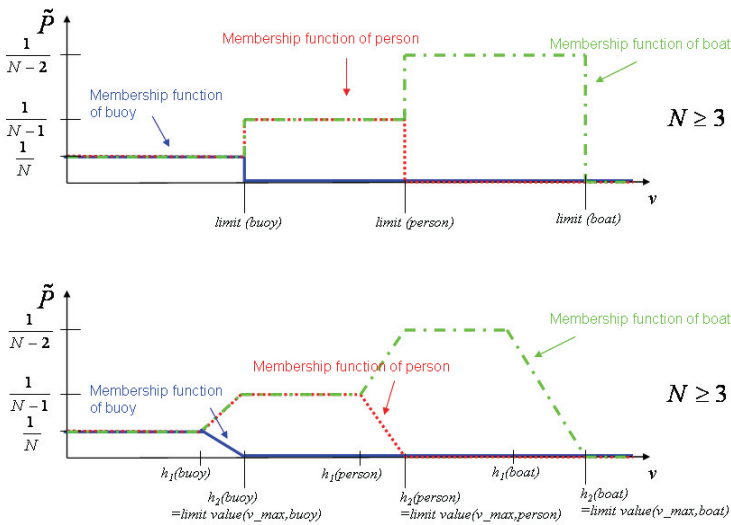 P̃
Membership function of person
Membership function of boat
1
N − 2
Membership function
of buoy
1
N − 1
N ≥ 3
1
N
v
limit (buoy)
limit (person)
limit (boat)
P̃
Membership function of boat
1
N − 2
Membership function of person
Membership function
of buoy
1
N − 1
N ≥ 3
1
N
v
h₁(buoy)
h₁(person)
h₁(boat)
h₂(buoy)
=limit value(v_max,buoy)
h₂(person)
=limit value(v_max,person)
h₂(boat)
=limit value(v_max,boat)